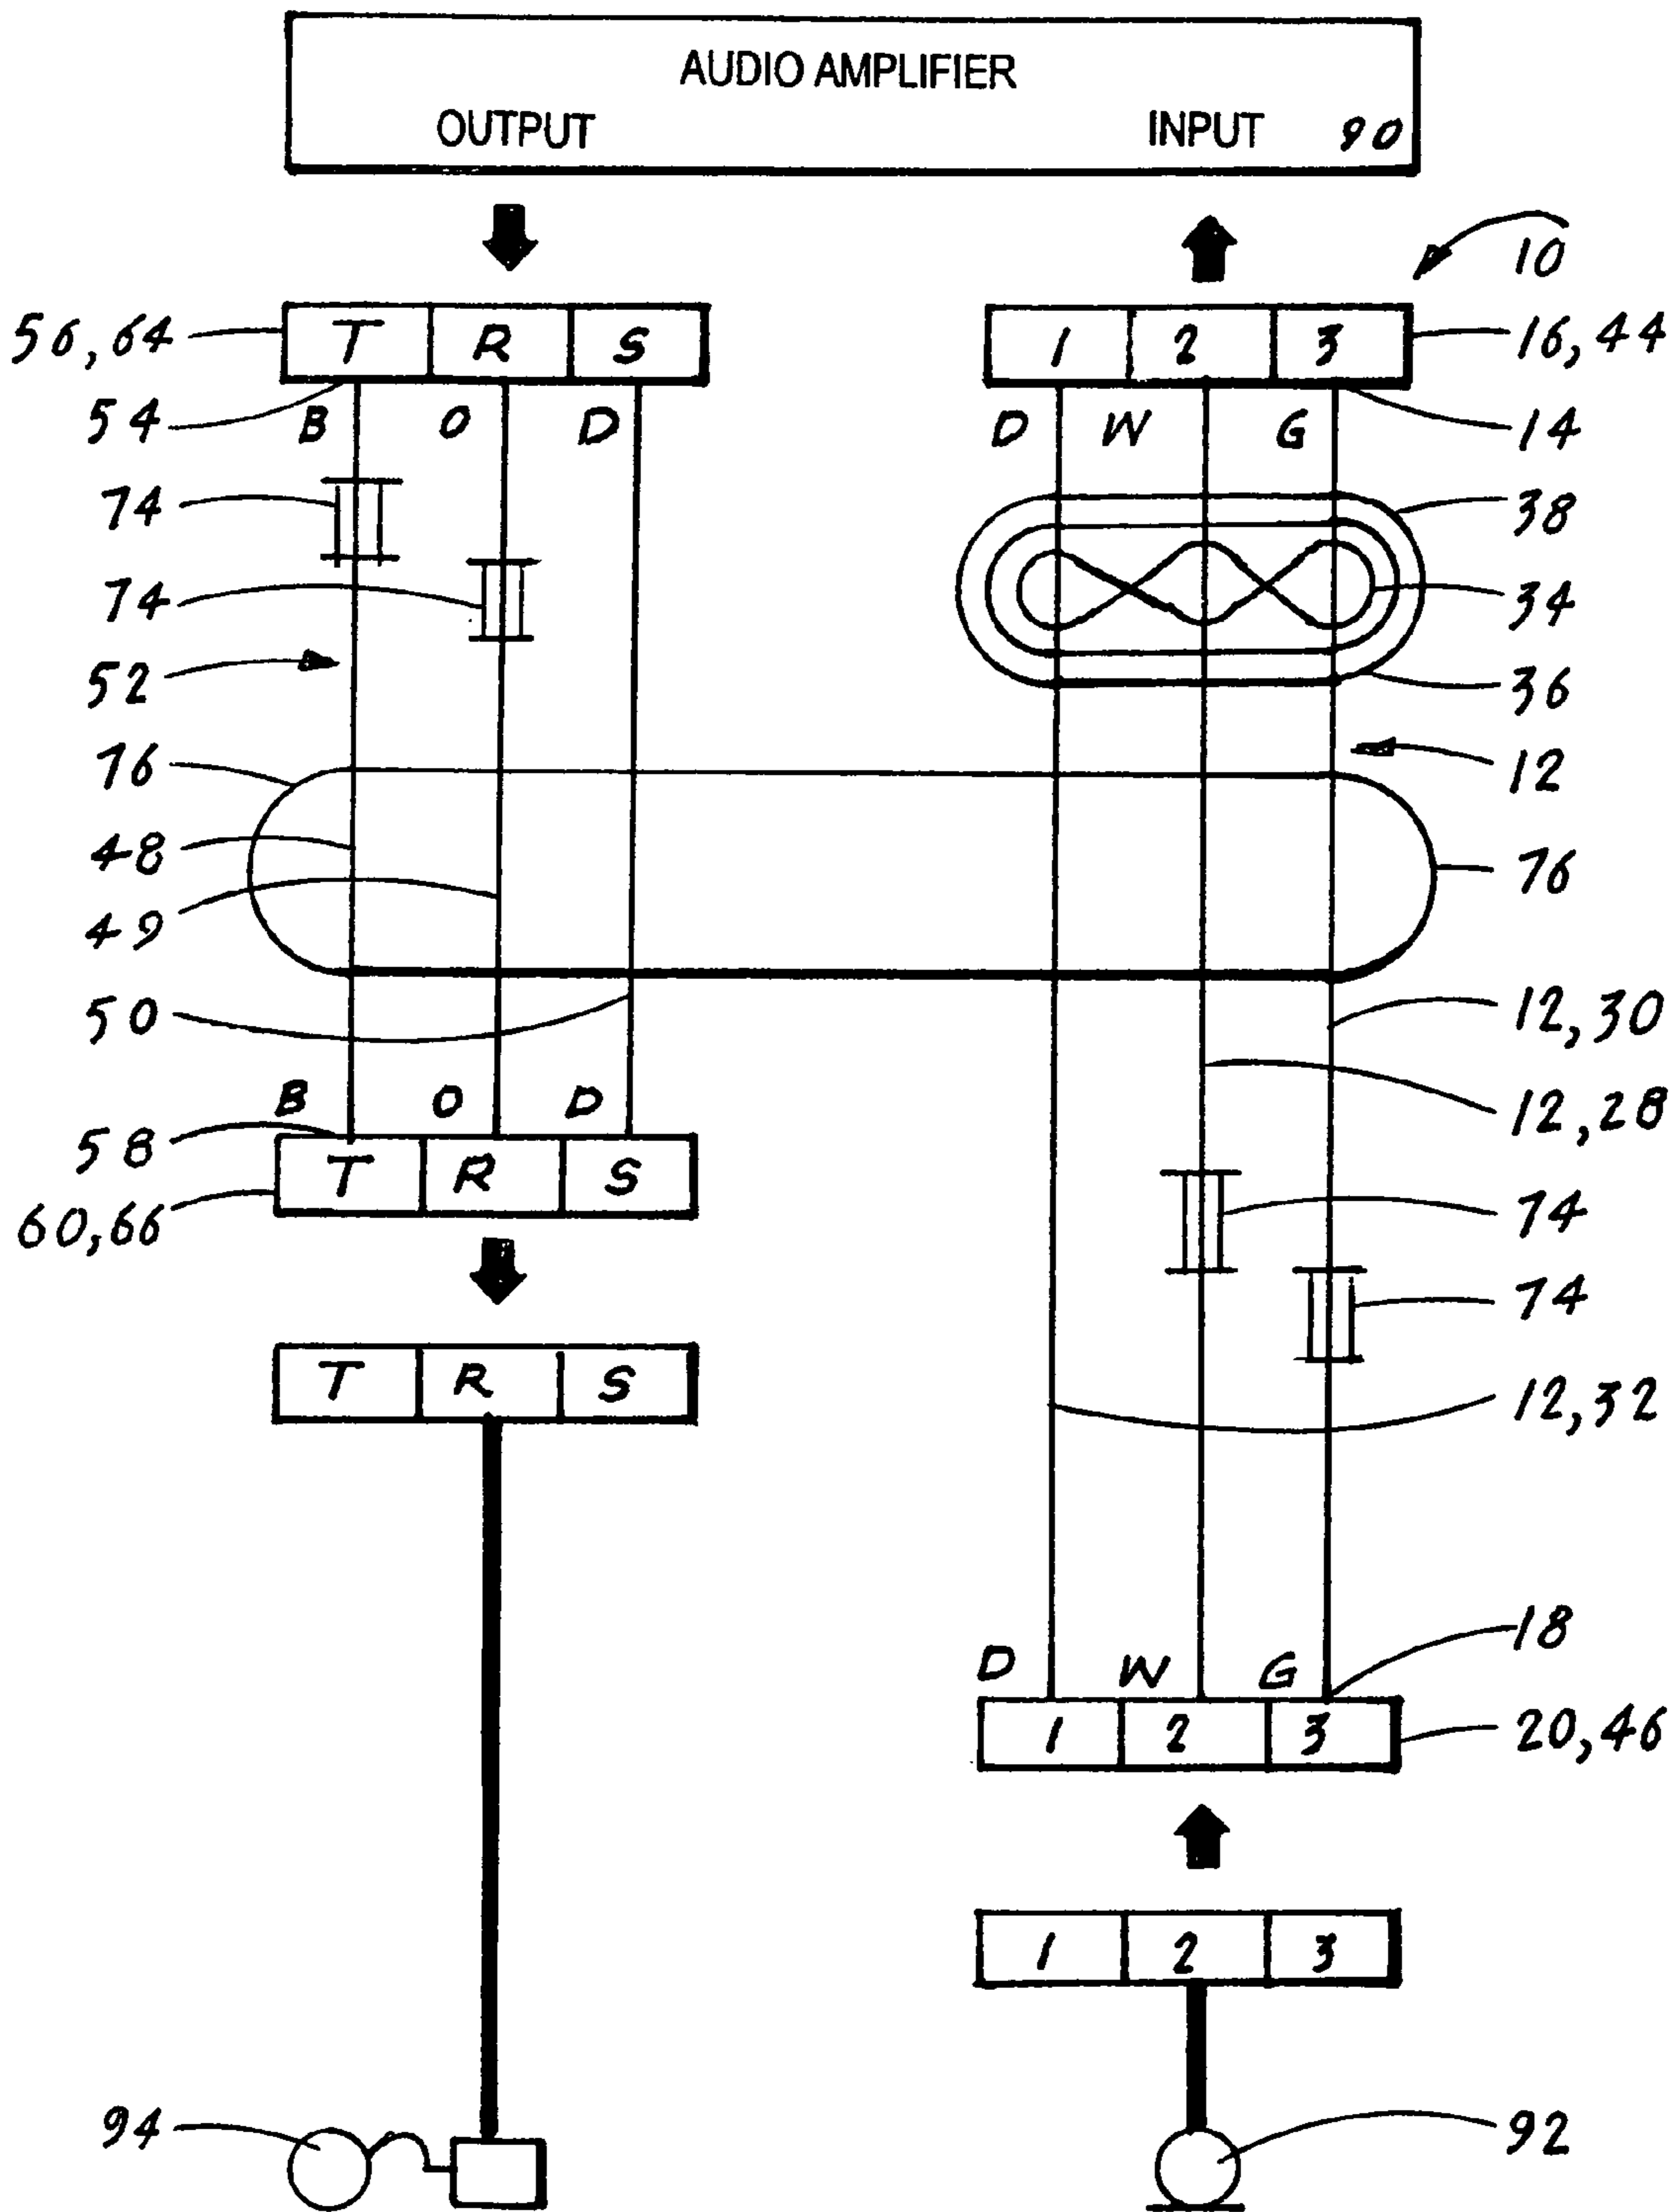 AUDIO AMPLIFIER
OUTPUT INPUT 90
10
56,64 T R S 1 2 3 16,44
54 B O D D W G 14
74 38
74 34
52 36
76 12
48 76
49
50 12,30
B O D 12,28
58
T R S 74
60,66
74
T R S 12,32
18
D W G
1 2 3 20,46
1 2 3
94 92